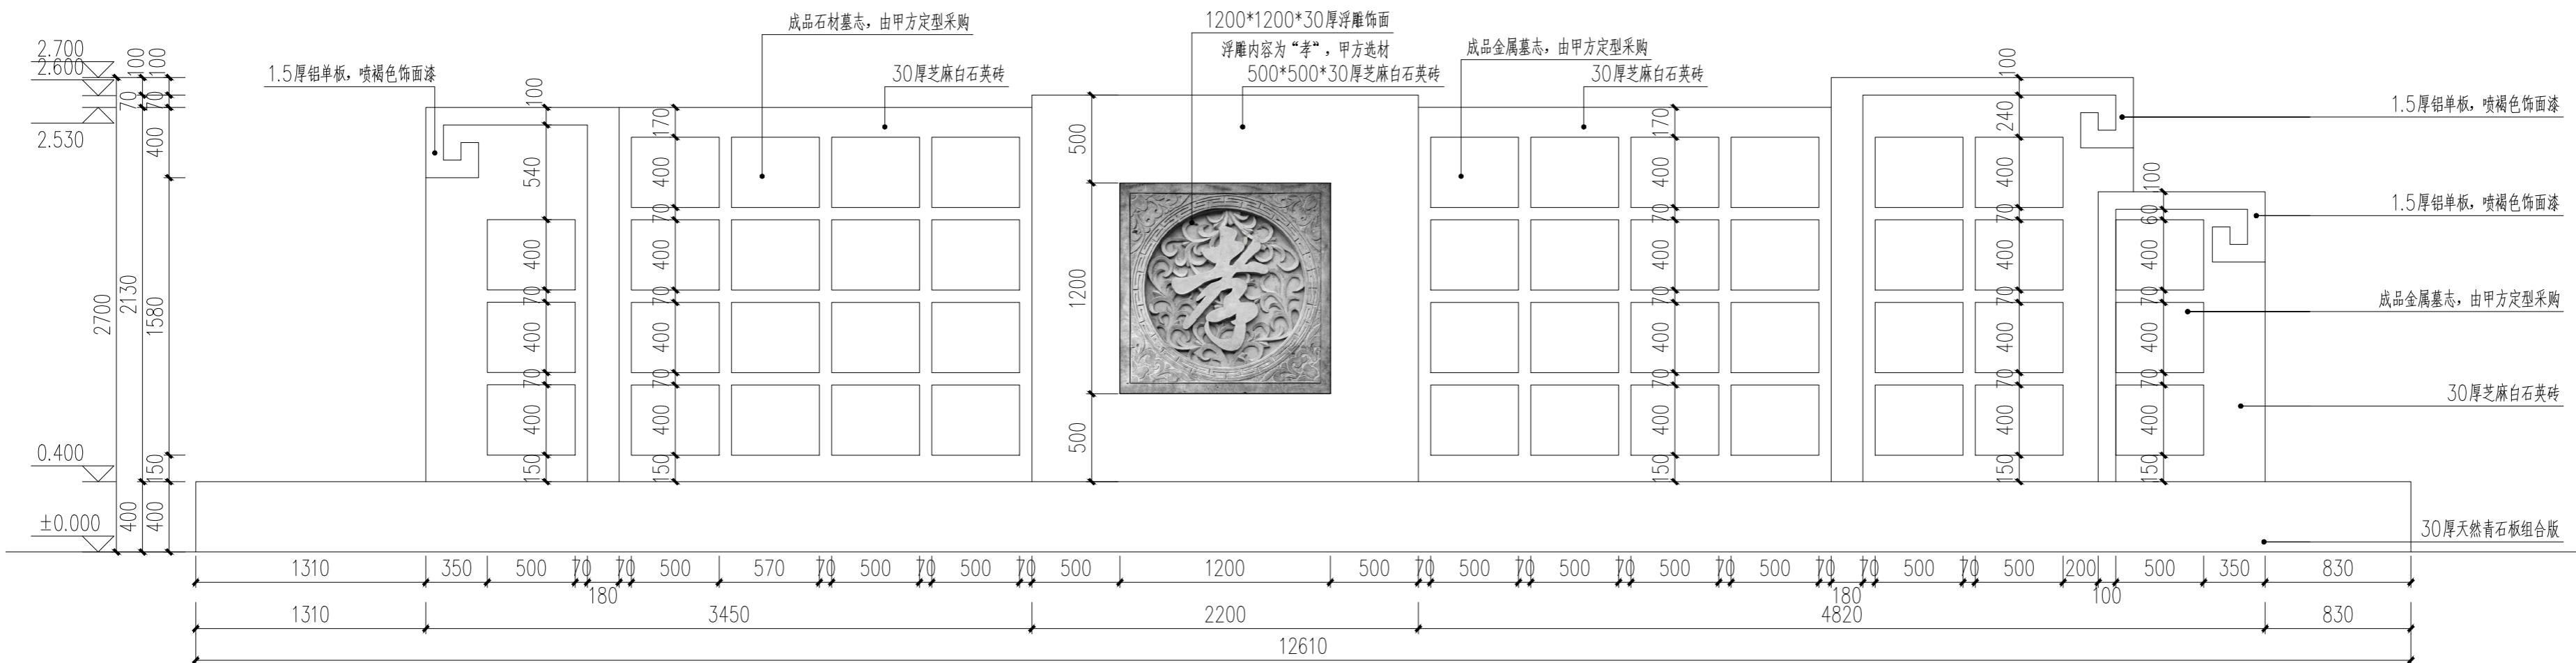 成品石材墓志，由甲方定型采购
1200*1200*30厚浮雕饰面
浮雕内容为“孝”，甲方选材
500*500*30厚芝麻白石英砖
成品金属墓志，由甲方定型采购
30厚芝麻白石英砖
1.5厚铝单板，喷褐色饰面漆
30厚芝麻白石英砖
1.5厚铝单板，喷褐色饰面漆
1.5厚铝单板，喷褐色饰面漆
成品金属墓志，由甲方定型采购
30厚芝麻白石英砖
30厚天然青石板组合版
孝
2.700
2.600
2.530
0.400
±0.000
2700
100 70 2130 400
100 70 400 1580 150 400
100 540 400 70 400 70 400 150
170 400 70 400 70 400 70 400 150
500 1200 500
170 400 70 400 70 400 70 400 150
100 240 400 70 400 70 400 70 400 150
100 60 400 70 400 70 400 150
1310 350 500 70 180 70 500 570 70 500 70 500 70 500 1200 500 70 500 70 500 70 500 70 500 70 180 70 500 70 500 200 100 500 350 830
1310 3450 2200 4820 830
12610